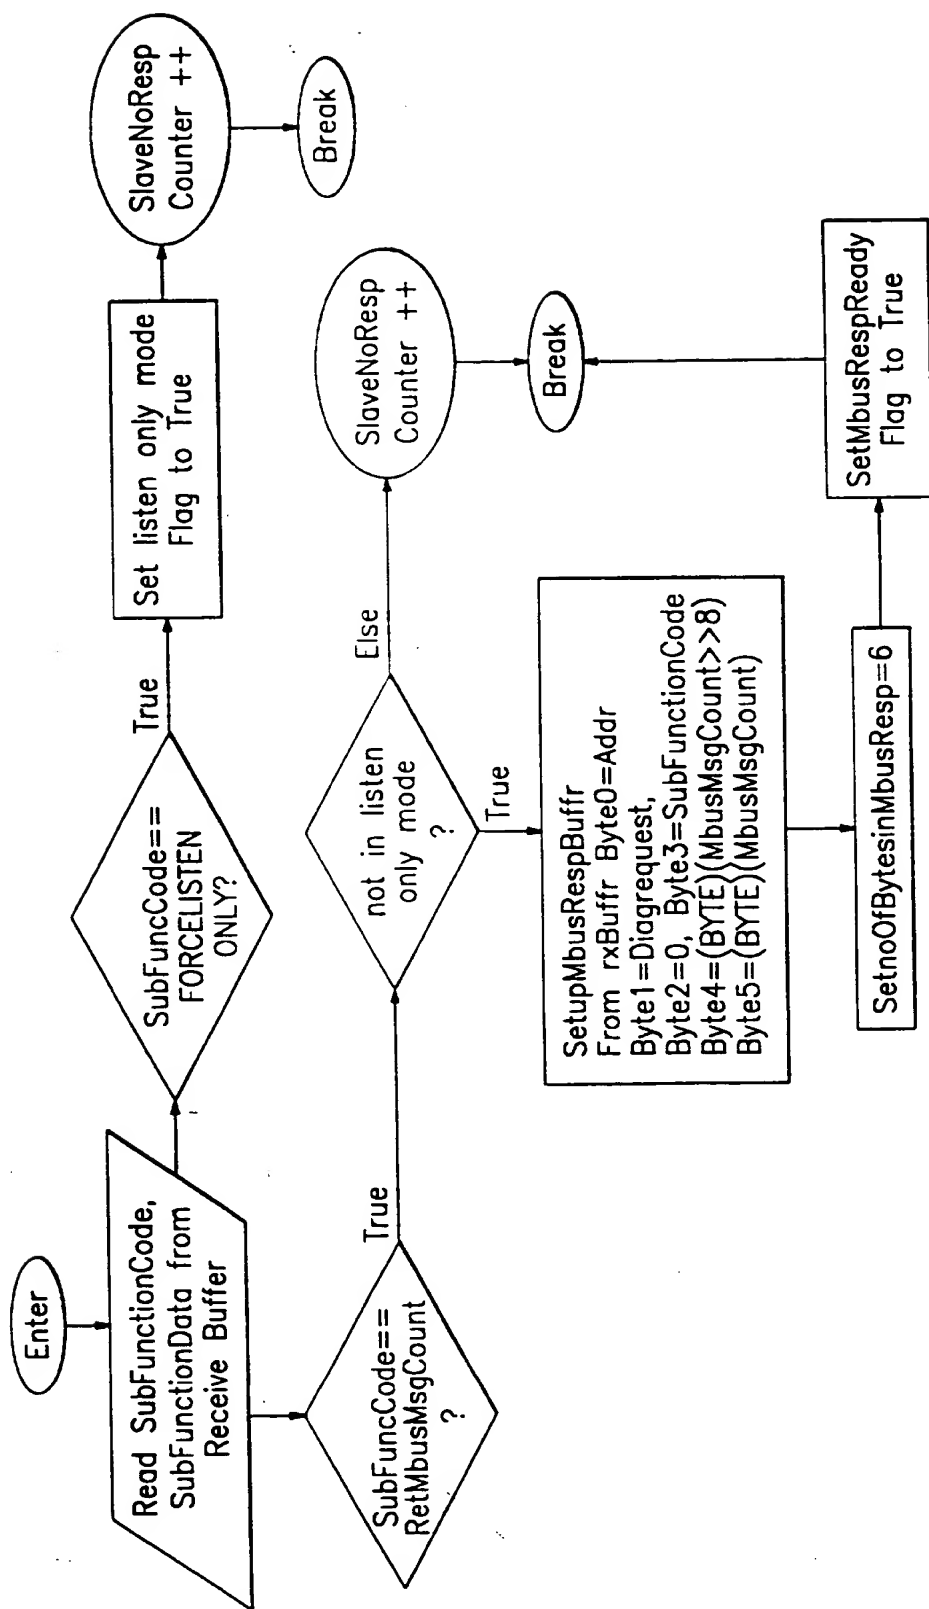 Enter
Read SubFunctionCode,
SubFunctionData from
Receive Buffer
SubFuncCode==
FORCELISTEN
ONLY?
True
Set listen only mode
Flag to True
SlaveNoResp
Counter ++
Break
SubFuncCode==
RetMbusMsgCount
?
True
not in listen
only mode
?
Else
SlaveNoResp
Counter ++
Break
True
SetupMbusRespBuffr
From rxBuffr Byte0=Addr
Byte1=Diagrequest,
Byte2=0, Byte3=SubFunctionCode
Byte4=(BYTE)(MbusMsgCount>>8)
Byte5=(BYTE)(MbusMsgCount)
SetnoOfBytesinMbusResp=6
SetMbusRespReady
Flag to True